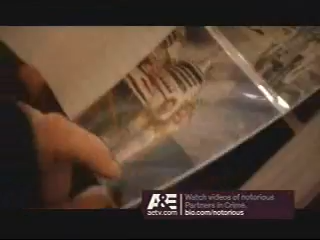 A&E
aetv.com
Watch videos of notorious
Partners in Crime.
bio.com/notorious